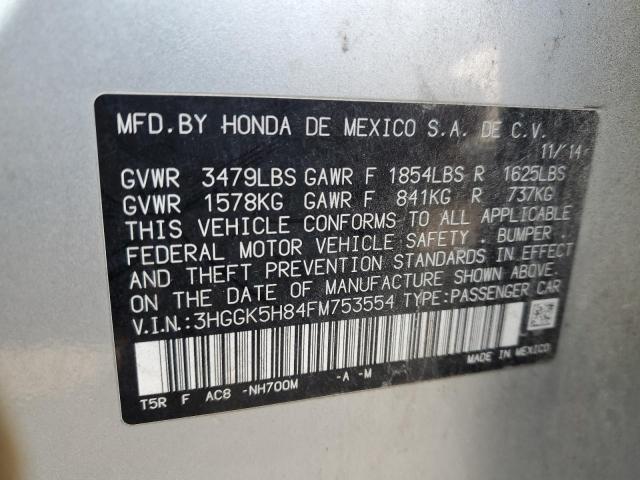 MFD.BY HONDA DE MEXICO S.A. DE C.V.
11/'14
GVWR 3479LBS GAWR F 1854LBS R 1625LBS
GVWR 1578KG GAWR F 841KG R 737KG
THIS VEHICLE CONFORMS TO ALL APPLICABLE
FEDERAL MOTOR VEHICLE SAFETY , BUMPER ,
AND THEFT PREVENTION STANDARDS IN EFFECT
ON THE DATE OF MANUFACTURE SHOWN ABOVE.
V.I.N.:3HGGK5H84FM753554 TYPE:PASSENGER CAR
T5R F AC8 -NH700M -A -M
MADE IN MEXICO